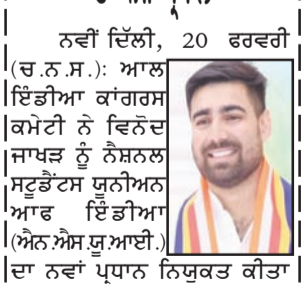 ਨਵੀਂ ਦਿੱਲੀ, 20 ਫਰਵਰੀ
(ਚ.ਨ.ਸ.): ਆਲ
ਇੰਡੀਆ ਕਾਂਗਰਸ
ਕਮੇਟੀ ਨੇ ਵਿਨੋਦ
ਜਾਖੜ ਨੂੰ ਨੈਸ਼ਨਲ
ਸਟੂਡੈਂਟਸ ਯੂਨੀਅਨ
ਆਫ ਇੰਡੀਆ
(ਐਨ.ਐਸ.ਯੂ.ਆਈ.)
ਦਾ ਨਵਾਂ ਪ੍ਰਧਾਨ ਨਿਯੁਕਤ ਕੀਤਾ